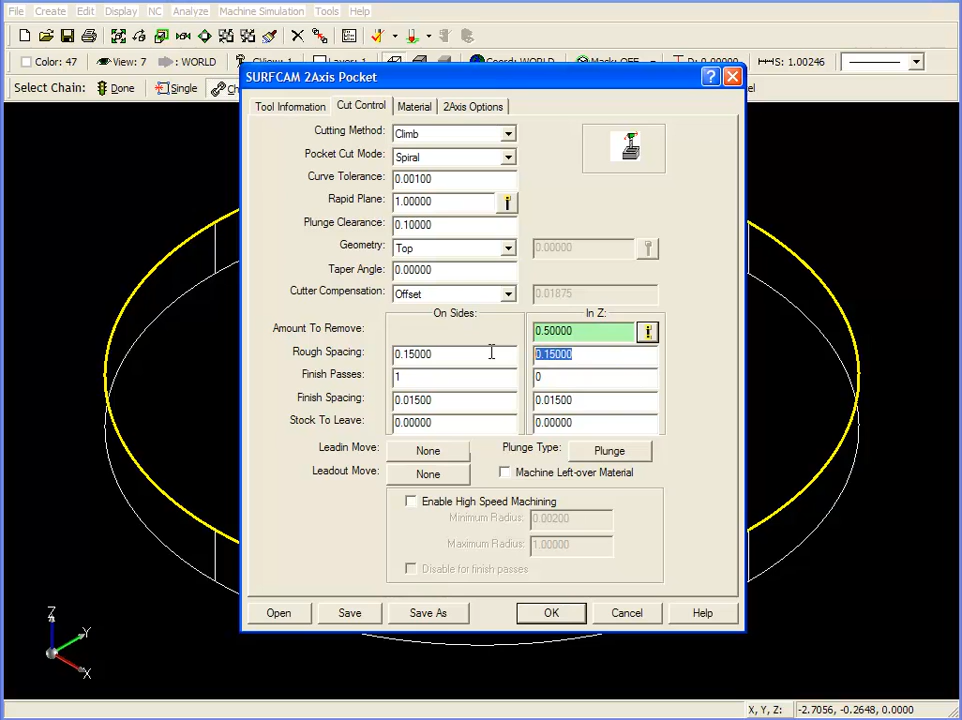 File Create Edit Display NC Analyze Machine Simulation Tools Help
Color: 47 View: 7 : WORLD
S: 1.00246
Select Chain: Done Single
SURFCAM 2Axis Pocket
Tool Information Cut Control Material 2Axis Options
Cutting Method: Climb
Pocket Cut Mode: Spiral
Curve Tolerance: 0.00100
Rapid Plane: 1.00000
Plunge Clearance: 0.10000
Geometry: Top 0.00000
Taper Angle: 0.00000
Cutter Compensation: Offset 0.01875
On Sides: In Z:
Amount To Remove: 0.50000
Rough Spacing: 0.15000 0.15000
Finish Passes: 1 0
Finish Spacing: 0.01500 0.01500
Stock To Leave: 0.00000 0.00000
Leadin Move: None Plunge Type: Plunge
Leadout Move: None Machine Left-over Material
Enable High Speed Machining
Minimum Radius: 0.00200
Maximum Radius: 1.00000
Disable for finish passes
Open Save Save As OK Cancel Help
Z
Y
X
X, Y, Z: -2.7056, -0.2648, 0.0000